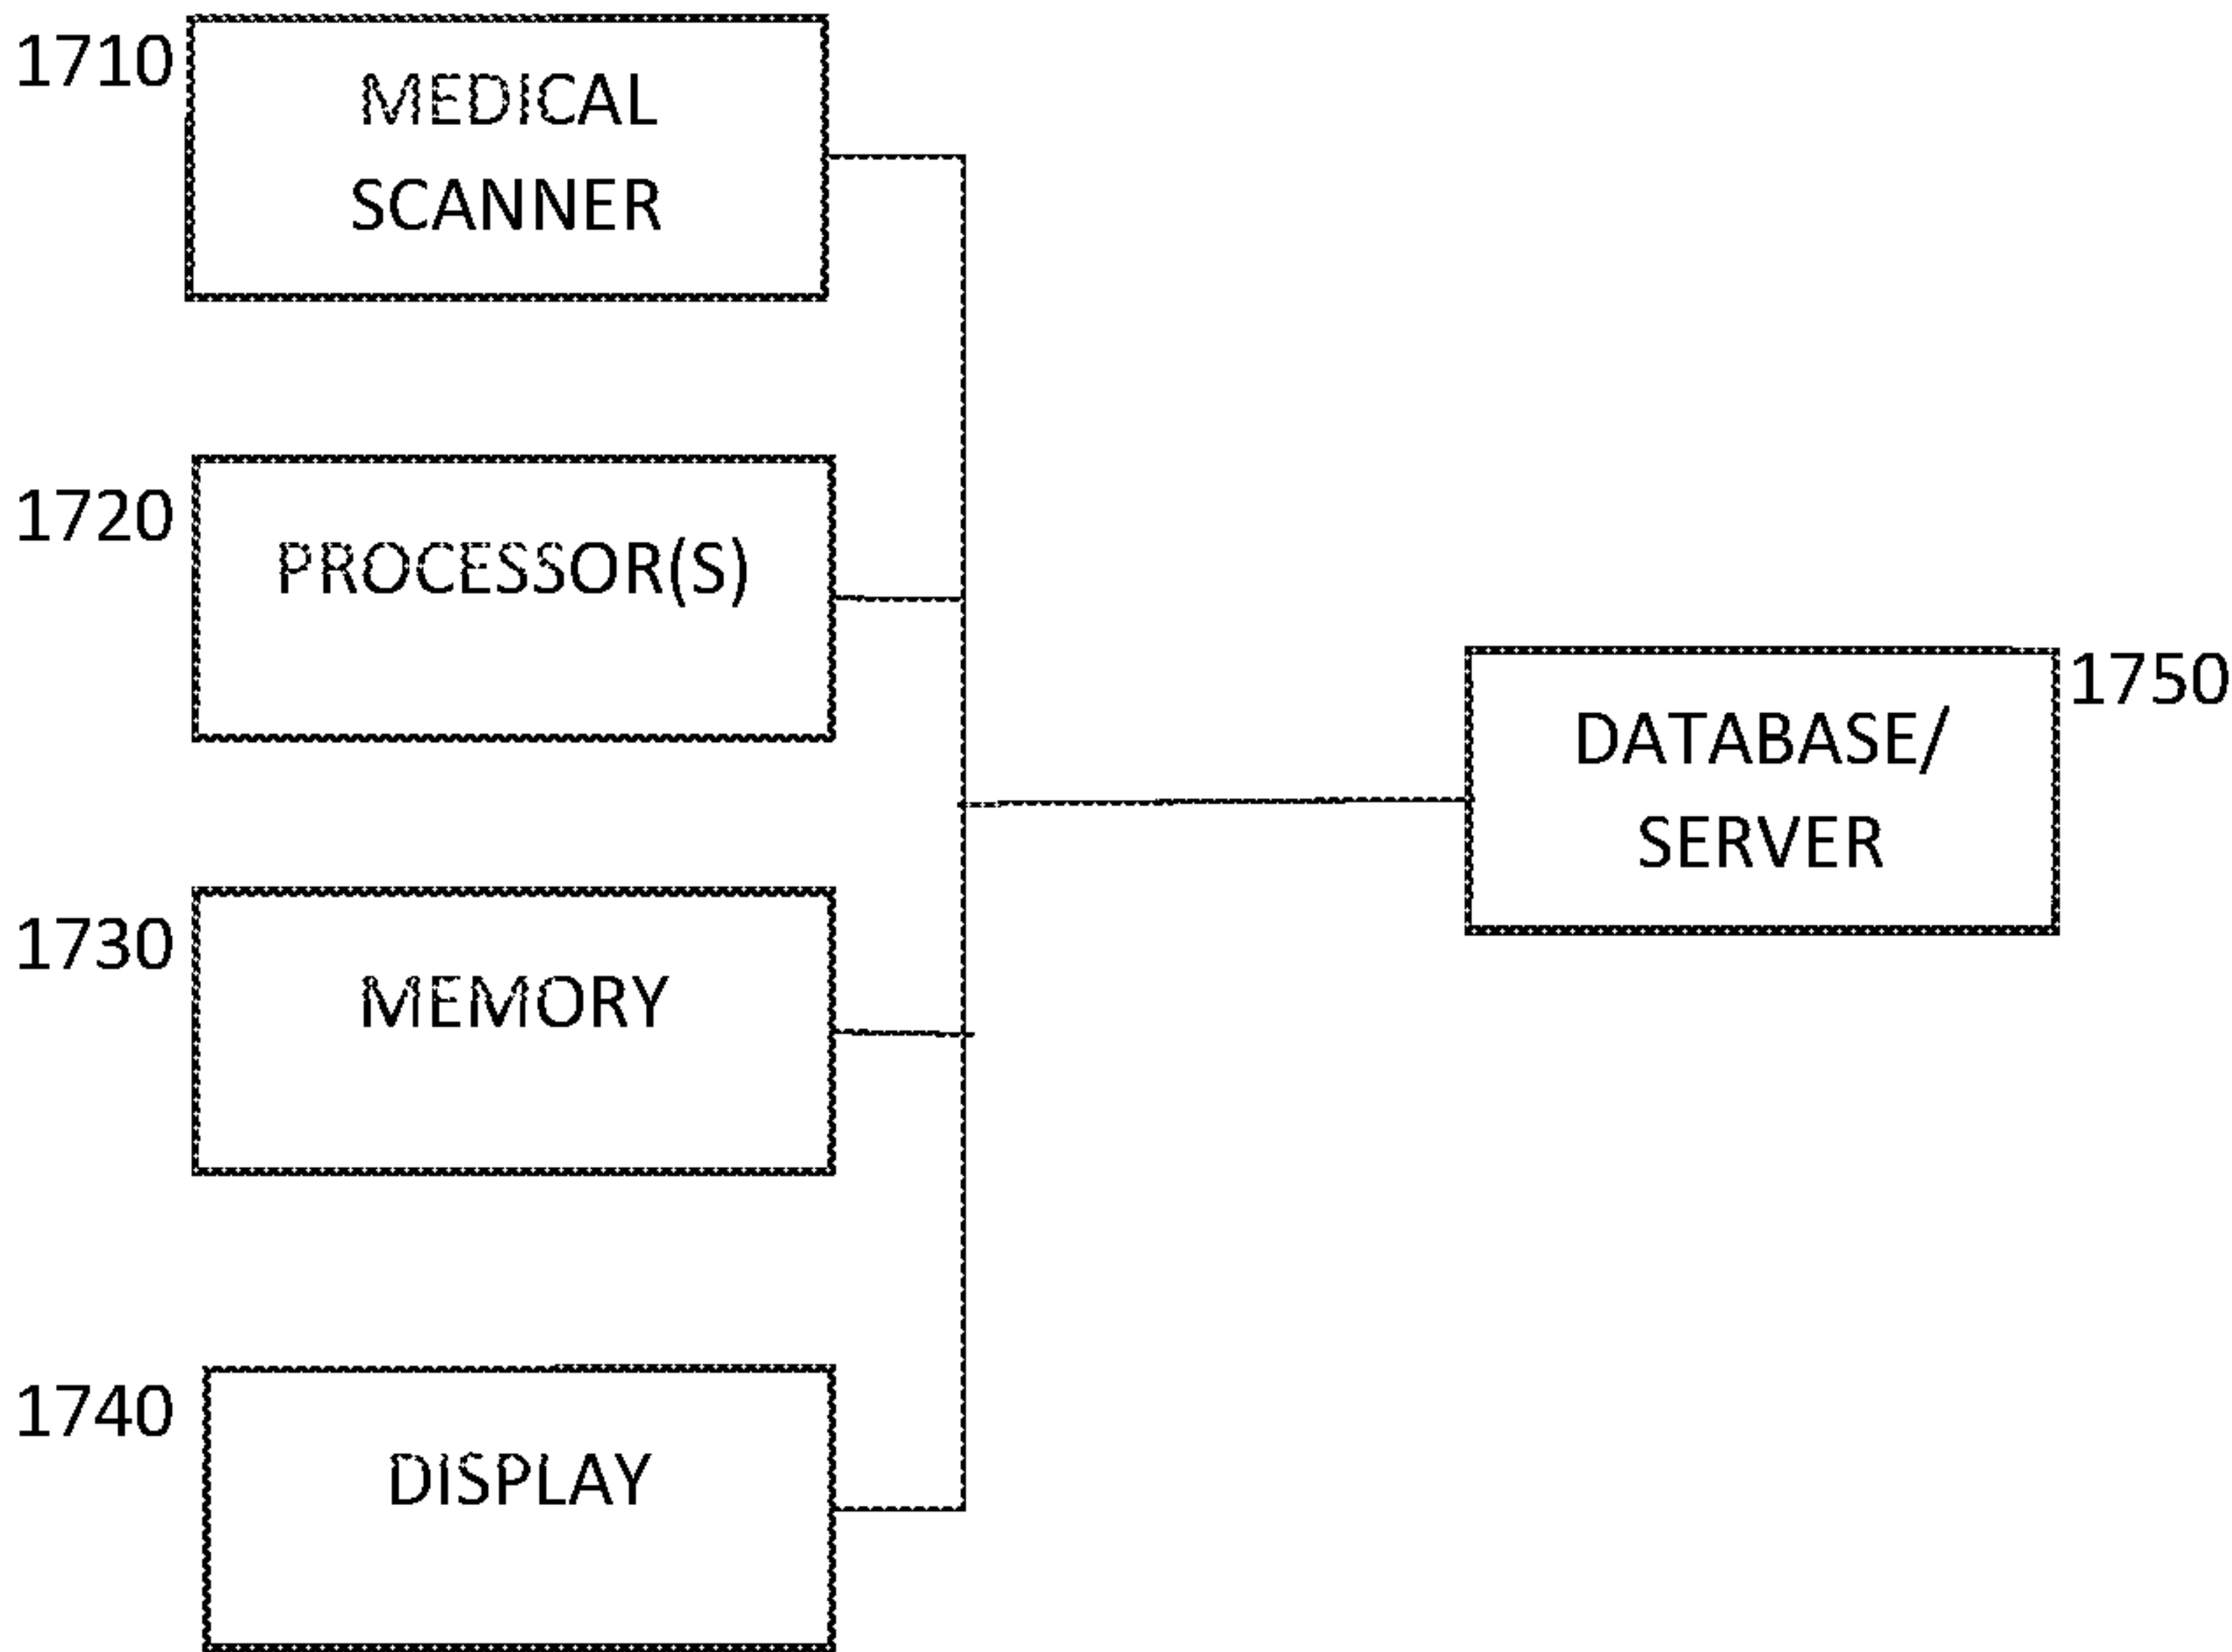 1710
MEDICAL
SCANNER
1720
PROCESSOR(S)
1750
DATABASE/
SERVER
1730
MEMORY
1740
DISPLAY